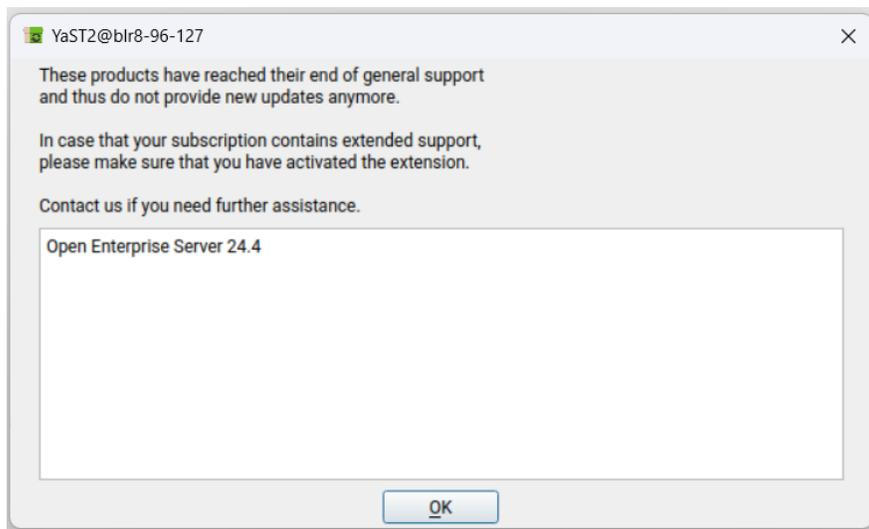 YaST2@blr8-96-127
These products have reached their end of general support
and thus do not provide new updates anymore.
In case that your subscription contains extended support,
please make sure that you have activated the extension.
Contact us if you need further assistance.
Open Enterprise Server 24.4
OK